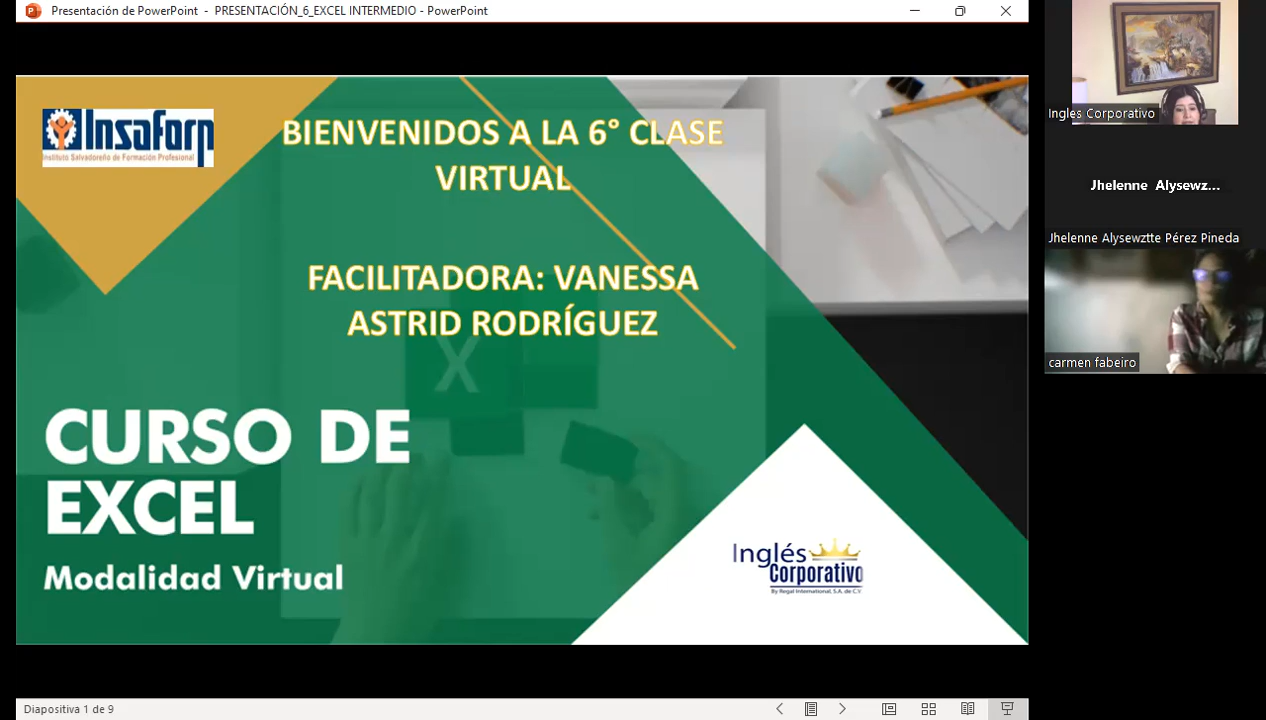 Presentación de PowerPoint - PRESENTACIÓN_6_EXCEL INTERMEDIO - PowerPoint
Insaforp
Instituto Salvadoreño de Formación Profesional
BIENVENIDOS A LA 6° CLASE
VIRTUAL
FACILITADORA: VANESSA
ASTRID RODRÍGUEZ
X
CURSO DE
EXCEL
Modalidad Virtual
Inglés
Corporativo
By Regal International, S.A. de C.V.
Diapositiva 1 de 9
Ingles Corporativo
Jhelenne Alysewz...
Jhelenne Alysewztte Pérez Pineda
carmen fabeiro